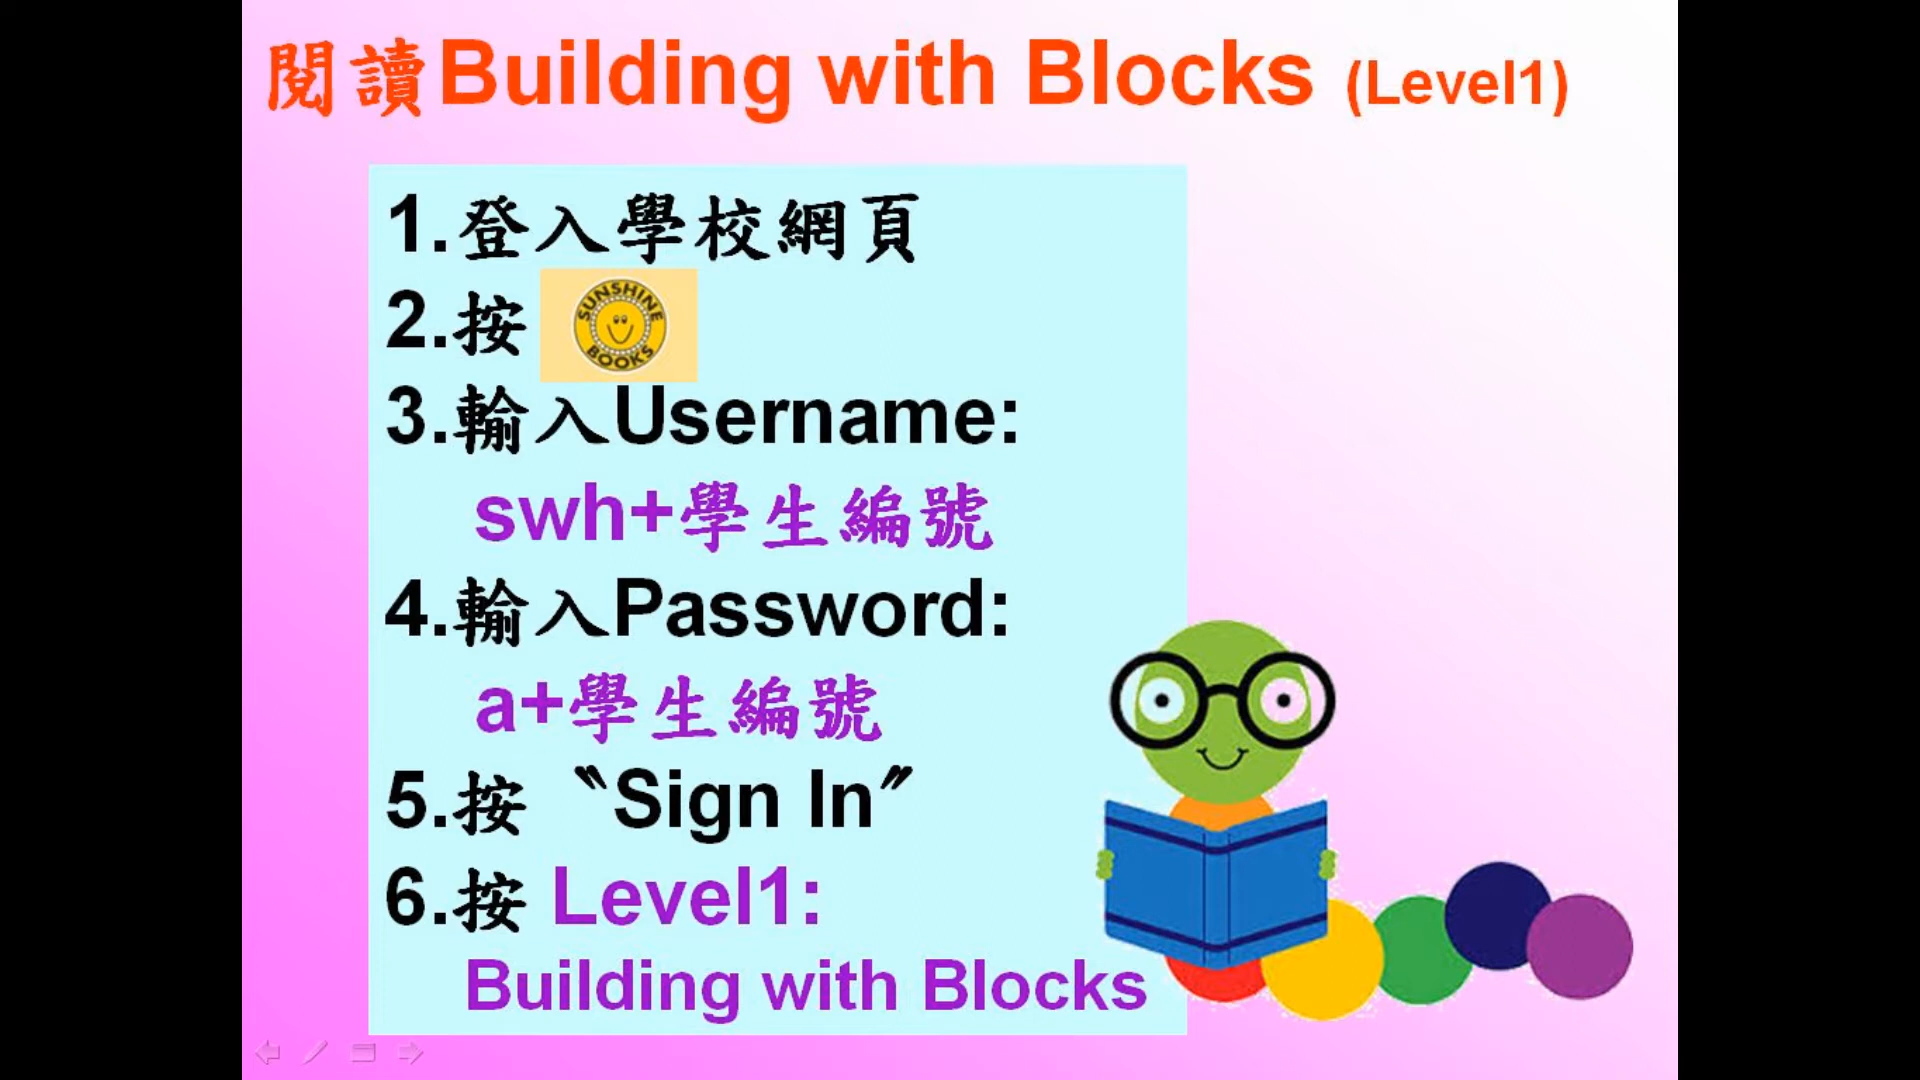 閱讀Building with Blocks (Level1)
1.登入學校網頁
2.按 SUNSHINE BOOKS
3.輸入Username:
swh+學生編號
4.輸入Password:
a+學生編號
5.按〝Sign In〞
6.按 Level1:
Building with Blocks